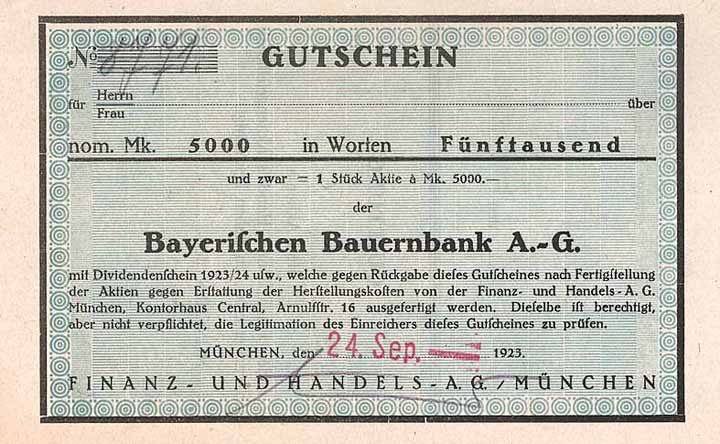 GUTSCHEIN
No
für Herrn
Frau über
nom. Mk. 5000 in Worten Fünftausend
und zwar = 1 Stück Aktie à Mk. 5000.—
der
Bayeriſchen Bauernbank A.-G.
mit Dividendenſchein 1923/24 uſw., welche gegen Rückgabe dieſes Gutſcheines nach Fertigſtellung
der Aktien gegen Erſtattung der Herſtellungskoſten von der Finanz- und Handels-A. G.
München, Kontorhaus Central, Arnulfſtr. 16 ausgefertigt werden. Dieſelbe iſt berechtigt,
aber nicht verpflichtet, die Legitimation des Einreichers dieſes Gutſcheines zu prüfen.
MÜNCHEN, den 24. Sep. 1923.
FINANZ- UND HANDELS-A.G./MÜNCHEN